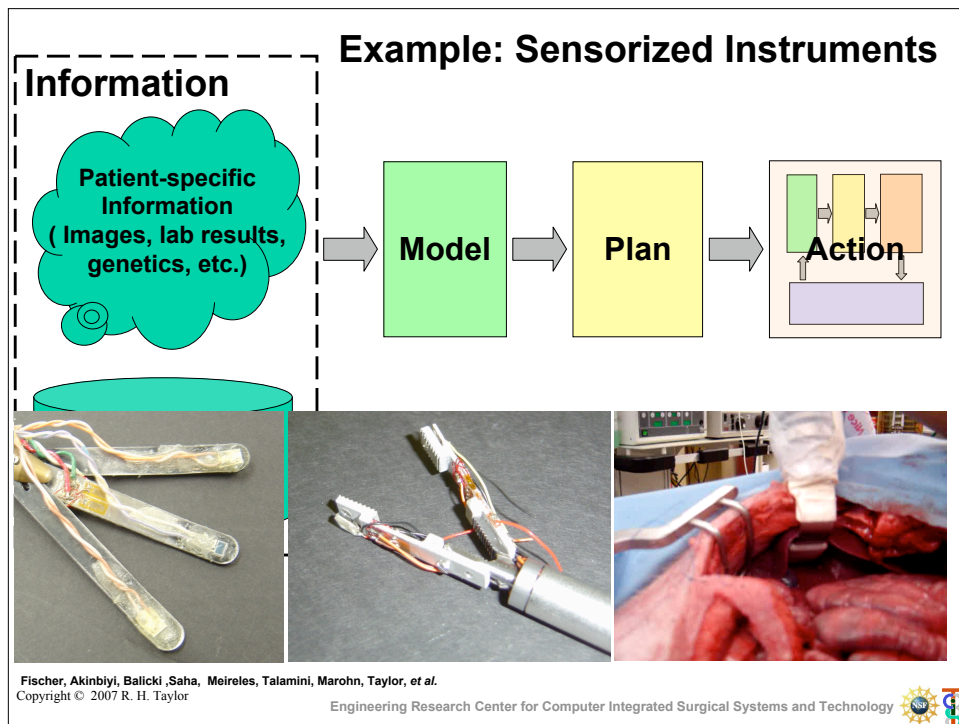 Example: Sensorized Instruments
Information
Patient-specific
Information
( Images, lab results,
genetics, etc.)
Model
Plan
Action
Fischer, Akinbiyi, Balicki ,Saha, Meireles, Talamini, Marohn, Taylor, et al.
Copyright © 2007 R. H. Taylor
Engineering Research Center for Computer Integrated Surgical Systems and Technology
NSF